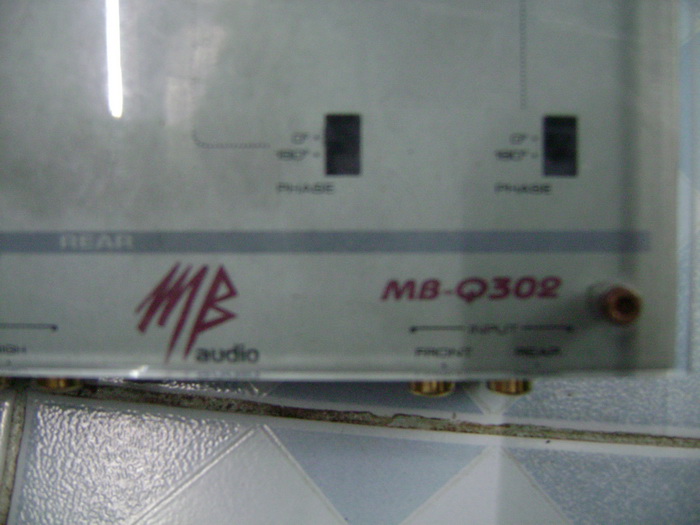 0°
180°
PHASE
0°
180°
PHASE
REAR
MB
audio
MB-Q302
INPUT
FRONT
REAR